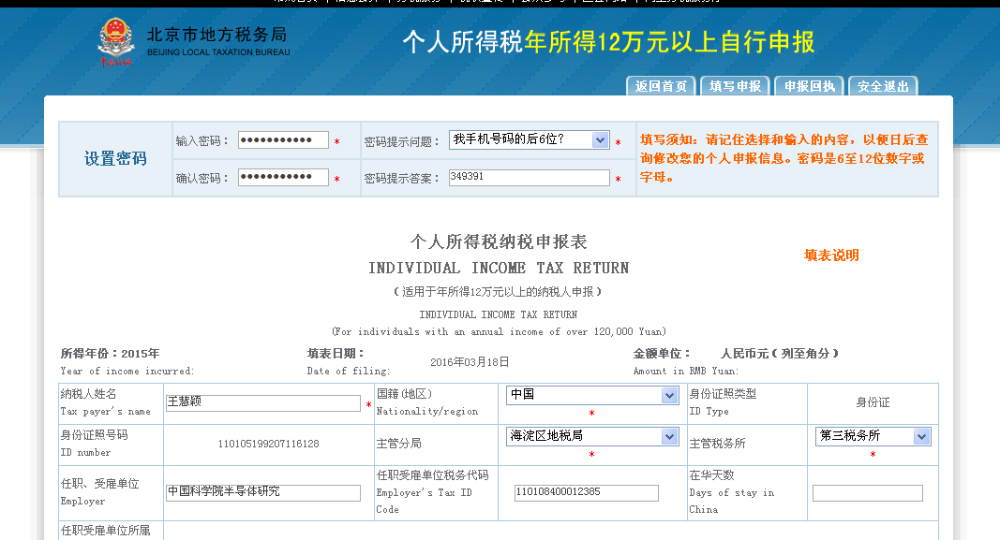 北京市地方税务局
BEIJING LOCAL TAXATION BUREAU
个人所得税年所得12万元以上自行申报
返回首页 填写申报 申报回执 安全退出
设置密码
输入密码： ●●●●●●●●●●● * 密码提示问题： 我手机号码的后6位? *
确认密码： ●●●●●●●●●●● * 密码提示答案： 349391 *
填写须知：请记住选择和输入的内容，以便日后查
询修改您的个人申报信息。密码是6至12位数字或
字母。
个人所得税纳税申报表
填表说明
INDIVIDUAL INCOME TAX RETURN
（适用于年所得12万元以上的纳税人申报）
INDIVIDUAL INCOME TAX RETURN
(For individuals with an annual income of over 120,000 Yuan)
所得年份：2015年 填表日期： 2016年03月18日 金额单位： 人民币元（列至角分）
Year of income incurred: Date of filing: Amount in RMB Yuan:
纳税人姓名 王慧颖 * 国籍(地区) 中国 身份证照类型 身份证
Tax payer's name Nationality/region * ID Type
身份证照号码 110105199207116128 主管分局 海淀区地税局 主管税务所 第三税务所
ID number * *
任职、受雇单位 中国科学院半导体研究 任职受雇单位税务代码 110108400012385 在华天数
Employer Employer's Tax ID Days of stay in
Code China
任职受雇单位所属